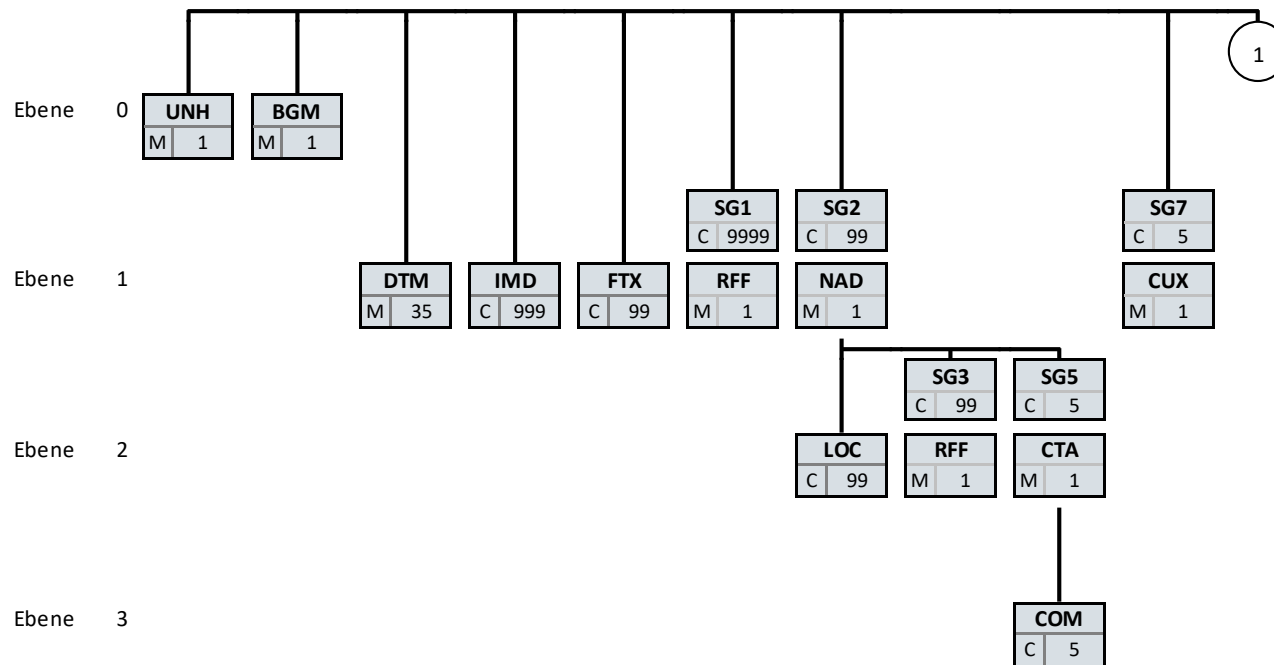 1
Ebene 0 UNH BGM
M 1 M 1
SG1 SG2 SG7
C 9999 C 99 C 5
Ebene 1 DTM IMD FTX RFF NAD CUX
M 35 C 999 C 99 M 1 M 1 M 1
SG3 SG5
C 99 C 5
Ebene 2 LOC RFF CTA
C 99 M 1 M 1
Ebene 3 COM
C 5